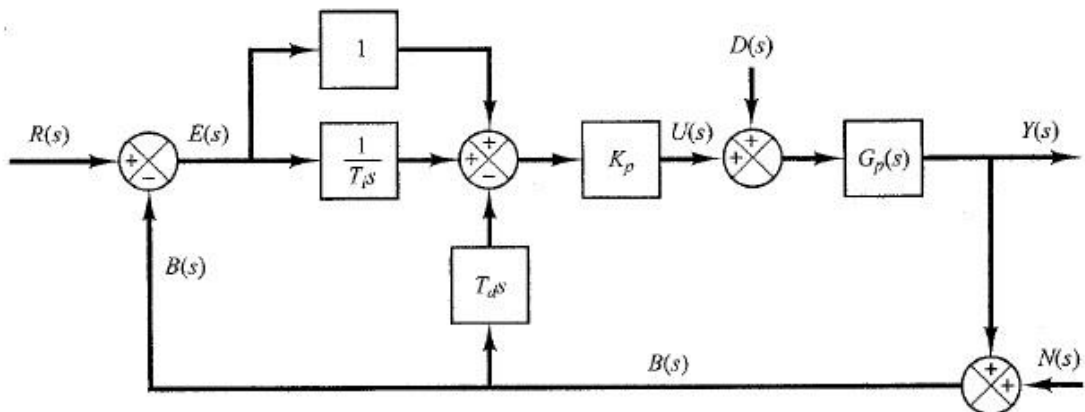 1
D(s)
R(s)
E(s)
U(s)
Y(s)
+
−
1
T_i s
+
+
−
K_p
+
+
G_p(s)
B(s)
T_d s
B(s)
N(s)
+
+